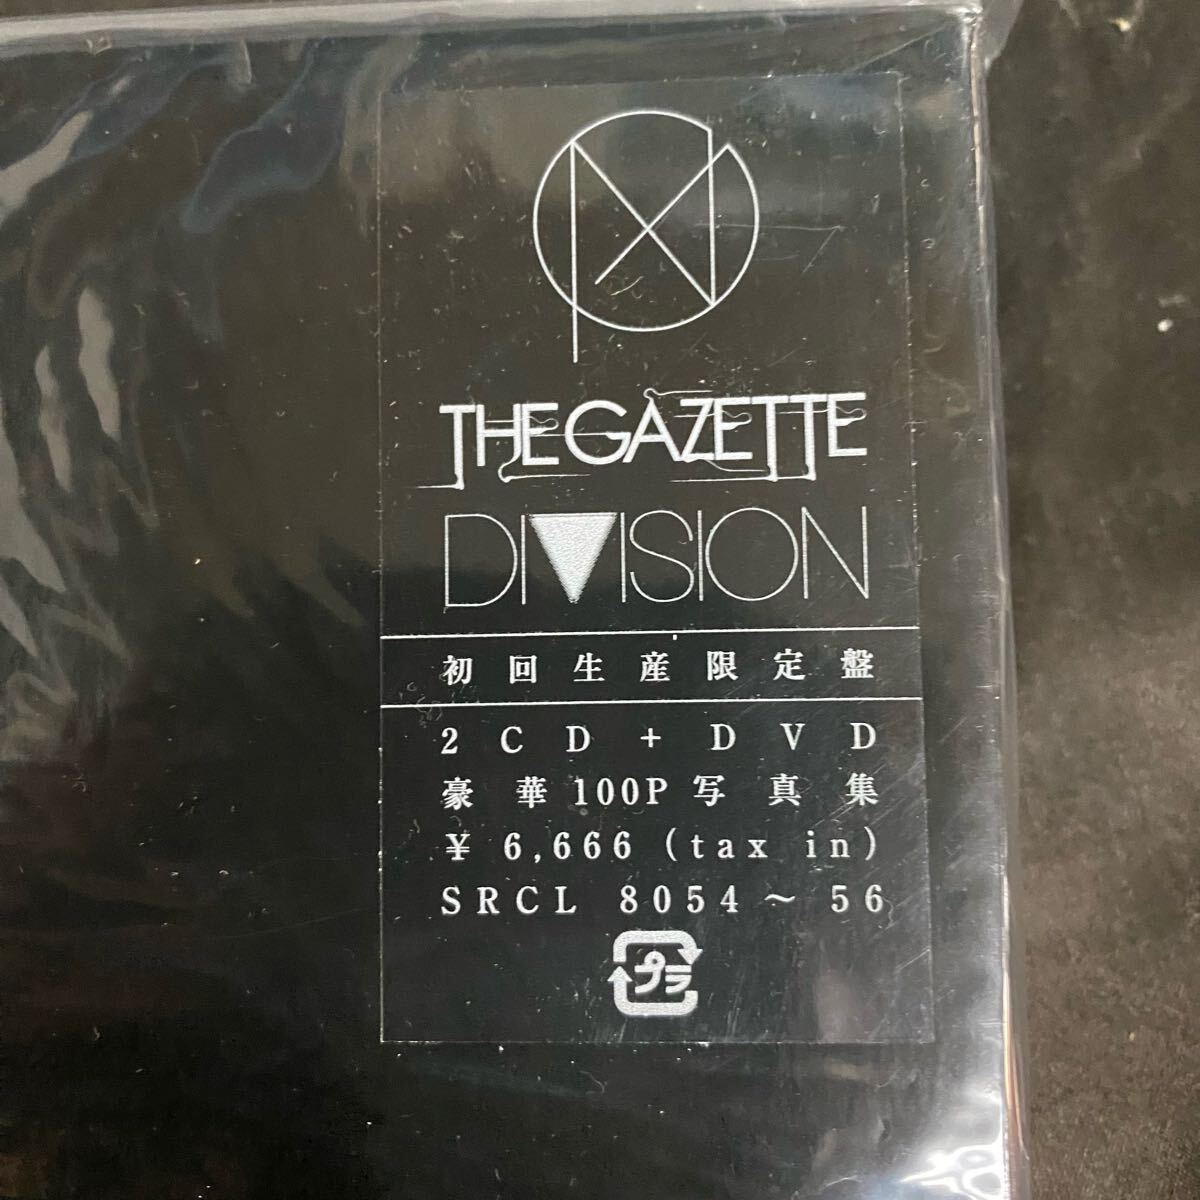 THE GAZETTE
DIVISION
初回生産限定盤
2CD+DVD
豪華100P写真集
¥6,666 (tax in)
SRCL 8054~56
プラ